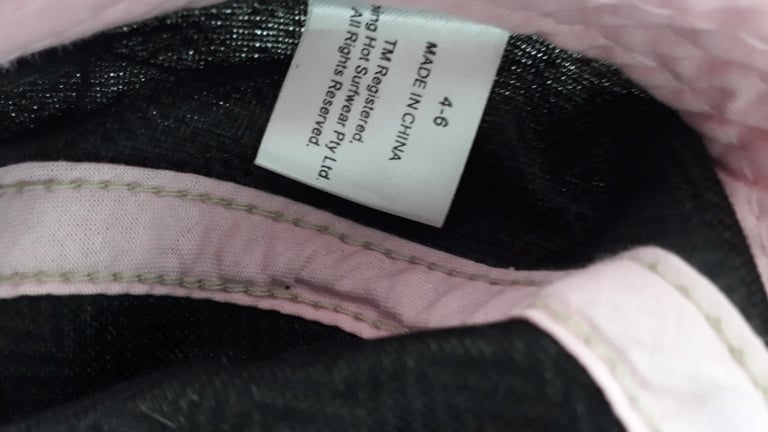 4-6
MADE IN CHINA
TM Registered.
Hot Surfwear Pty Ltd.
All Rights Reserved.